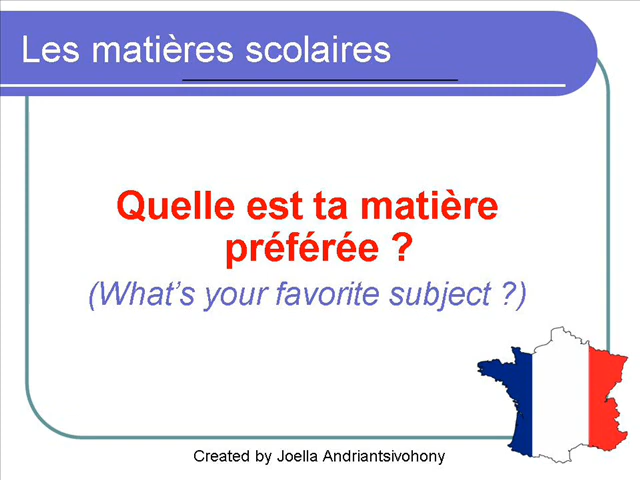 Les matières scolaires
Quelle est ta matière
préférée ?
(What's your favorite subject ?)
Created by Joella Andriantsivohony